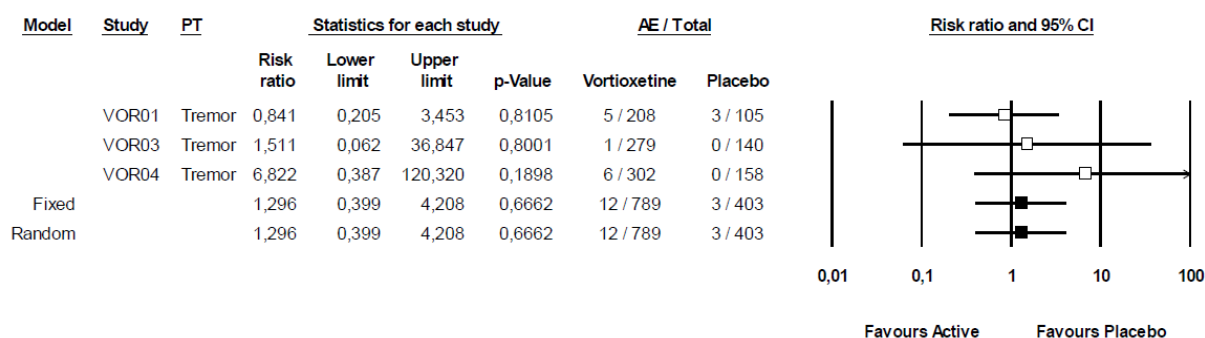 Model Study PT Statistics for each study AE / Total Risk ratio and 95% CI
Risk Lower Upper
ratio limit limit p-Value Vortioxetine Placebo
VOR01 Tremor 0,841 0,205 3,453 0,8105 5 / 208 3 / 105
VOR03 Tremor 1,511 0,062 36,847 0,8001 1 / 279 0 / 140
VOR04 Tremor 6,822 0,387 120,320 0,1898 6 / 302 0 / 158
Fixed 1,296 0,399 4,208 0,6662 12 / 789 3 / 403
Random 1,296 0,399 4,208 0,6662 12 / 789 3 / 403
0,01 0,1 1 10 100
Favours Active Favours Placebo